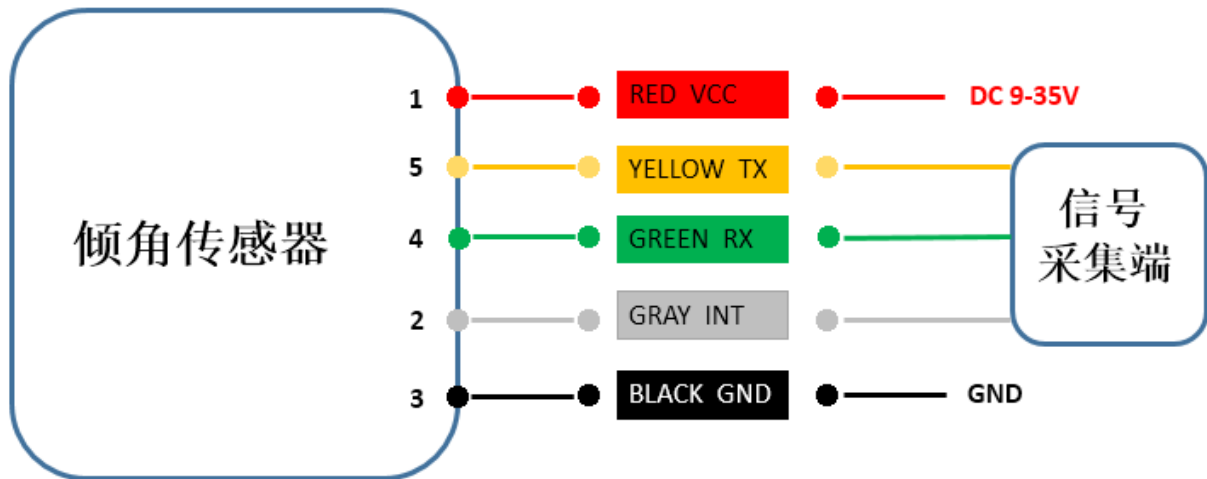 1 RED VCC DC 9-35V
5 YELLOW TX
4 GREEN RX
2 GRAY INT
3 BLACK GND GND
倾角传感器
信号
采集端